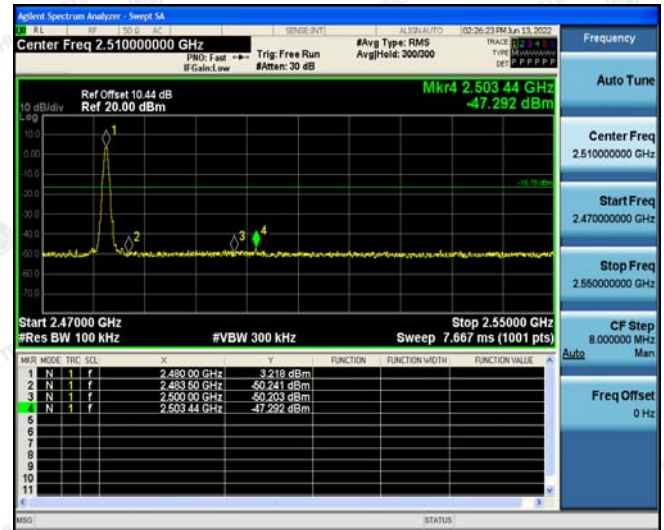 Agilent Spectrum Analyzer - Swept SA
RL RF 50 Ω AC SENSE:INT ALIGN AUTO 02:26:23 PM Jun 13, 2022
Center Freq 2.510000000 GHz
PNO: Fast
IFGain:Low
Trig: Free Run
#Atten: 30 dB
#Avg Type: RMS
Avg|Hold: 300/300
TRACE 1 2 3 4 5 6
TYPE
DET P P P P P P
Frequency
Ref Offset 10.44 dB
10 dB/div Ref 20.00 dBm
Log
Mkr4 2.503 44 GHz
-47.292 dBm
10.0
0.00
-10.0
-20.0
-30.0
-40.0
-50.0
-60.0
-70.0
1
2
3
4
Start 2.47000 GHz
#Res BW 100 kHz
#VBW 300 kHz
Stop 2.55000 GHz
Sweep 7.667 ms (1001 pts)
MKR MODE TRC SCL X Y FUNCTION FUNCTION WIDTH FUNCTION VALUE
1 N 1 f 2.480 00 GHz 3.218 dBm
2 N 1 f 2.483 50 GHz -50.241 dBm
3 N 1 f 2.500 00 GHz -50.203 dBm
4 N 1 f 2.503 44 GHz -47.292 dBm
5
6
7
8
9
10
11
MSG STATUS
Auto Tune
Center Freq
2.510000000 GHz
Start Freq
2.470000000 GHz
Stop Freq
2.550000000 GHz
CF Step
8.000000 MHz
Auto Man
Freq Offset
0 Hz